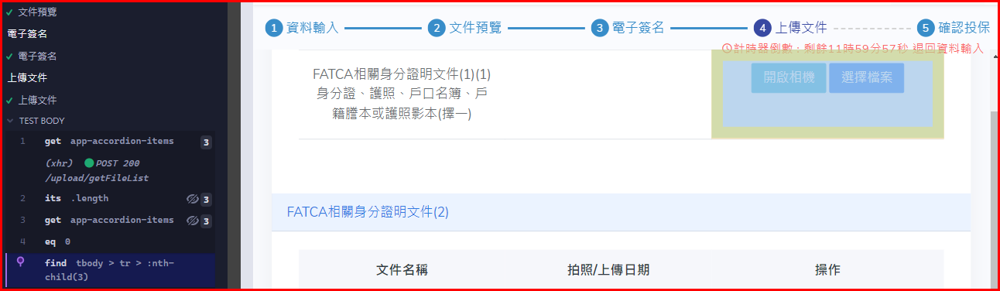 文件預覽
電子簽名
電子簽名
上傳文件
上傳文件
TEST BODY
1 get app-accordion-items 3
(xhr) POST 200
/upload/getFileList
2 its .length 3
3 get app-accordion-items 3
4 eq 0
find tbody > tr > :nth-
child(3)
1 資料輸入 2 文件預覽 3 電子簽名 4 上傳文件 5 確認投保
計時器倒數 : 剩餘11時59分57秒 退回資料輸入
FATCA相關身分證明文件(1)(1)
身分證、護照、戶口名簿、戶
籍謄本或護照影本(擇一)
開啟相機 選擇檔案
FATCA相關身分證明文件(2)
文件名稱 拍照/上傳日期 操作